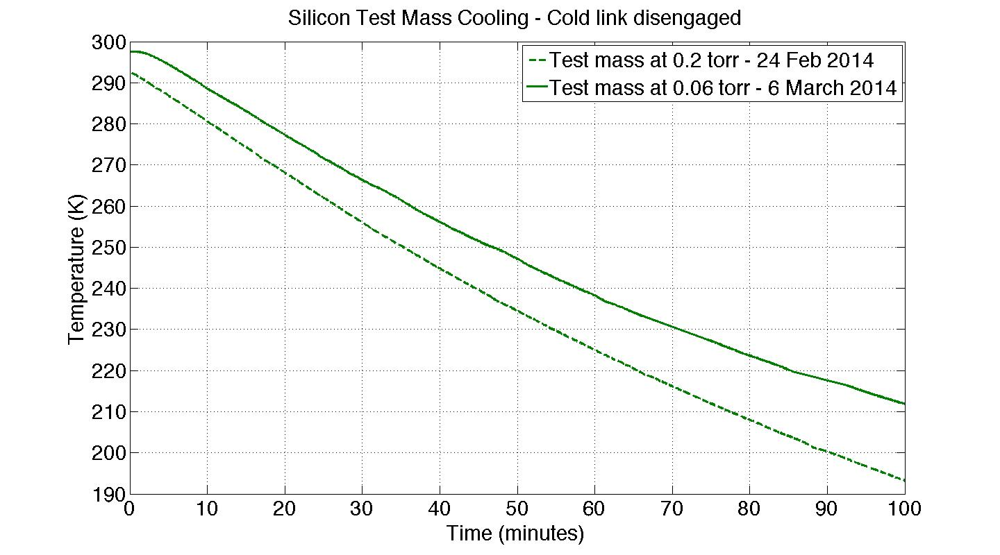 Silicon Test Mass Cooling - Cold link disengaged
Test mass at 0.2 torr - 24 Feb 2014
Test mass at 0.06 torr - 6 March 2014
Temperature (K)
300
290
280
270
260
250
240
230
220
210
200
190
0 10 20 30 40 50 60 70 80 90 100
Time (minutes)